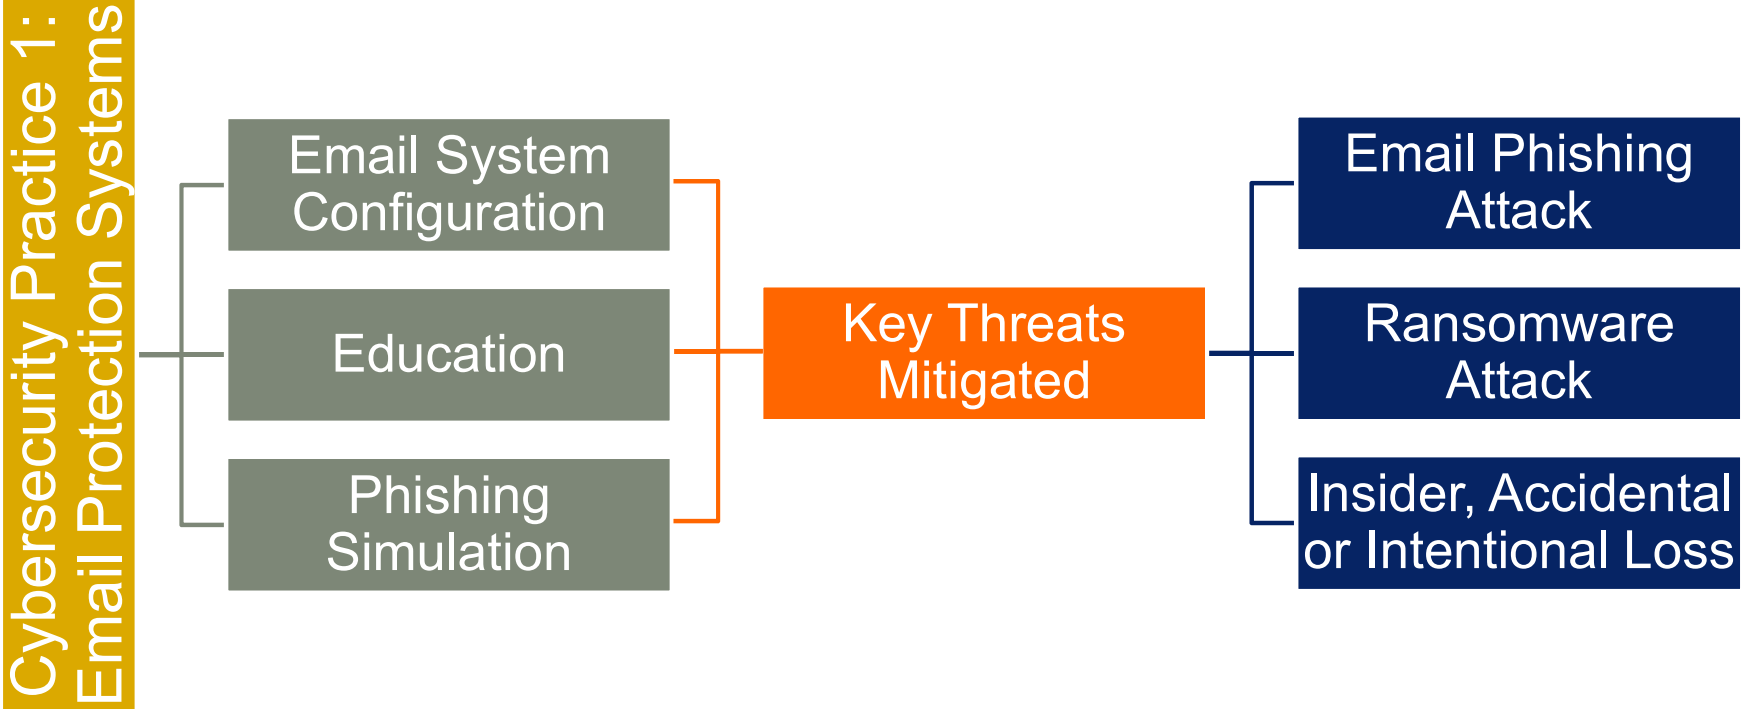 Cybersecurity Practice 1:
Email Protection Systems
Email System
Configuration
Education
Phishing
Simulation
Key Threats
Mitigated
Email Phishing
Attack
Ransomware
Attack
Insider, Accidental
or Intentional Loss